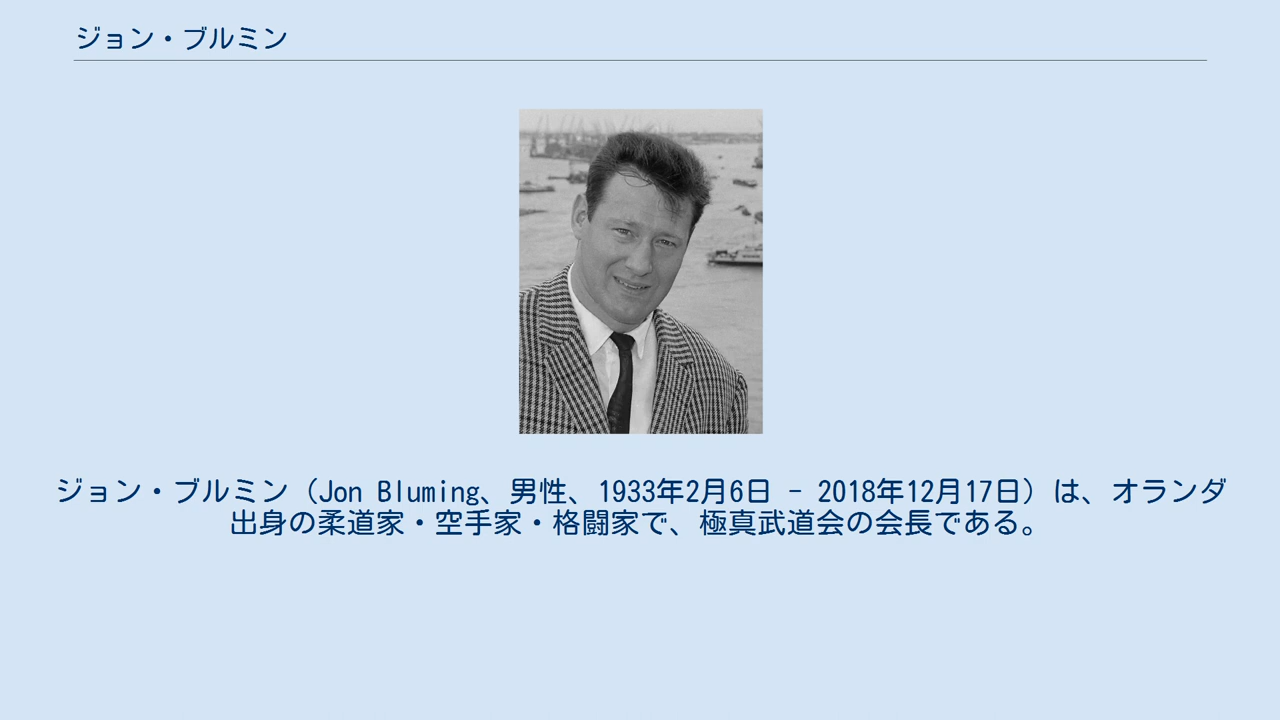 ジョン・ブルミン
ジョン・ブルミン（Jon Bluming、男性、1933年2月6日 - 2018年12月17日）は、オランダ
出身の柔道家・空手家・格闘家で、極真武道会の会長である。